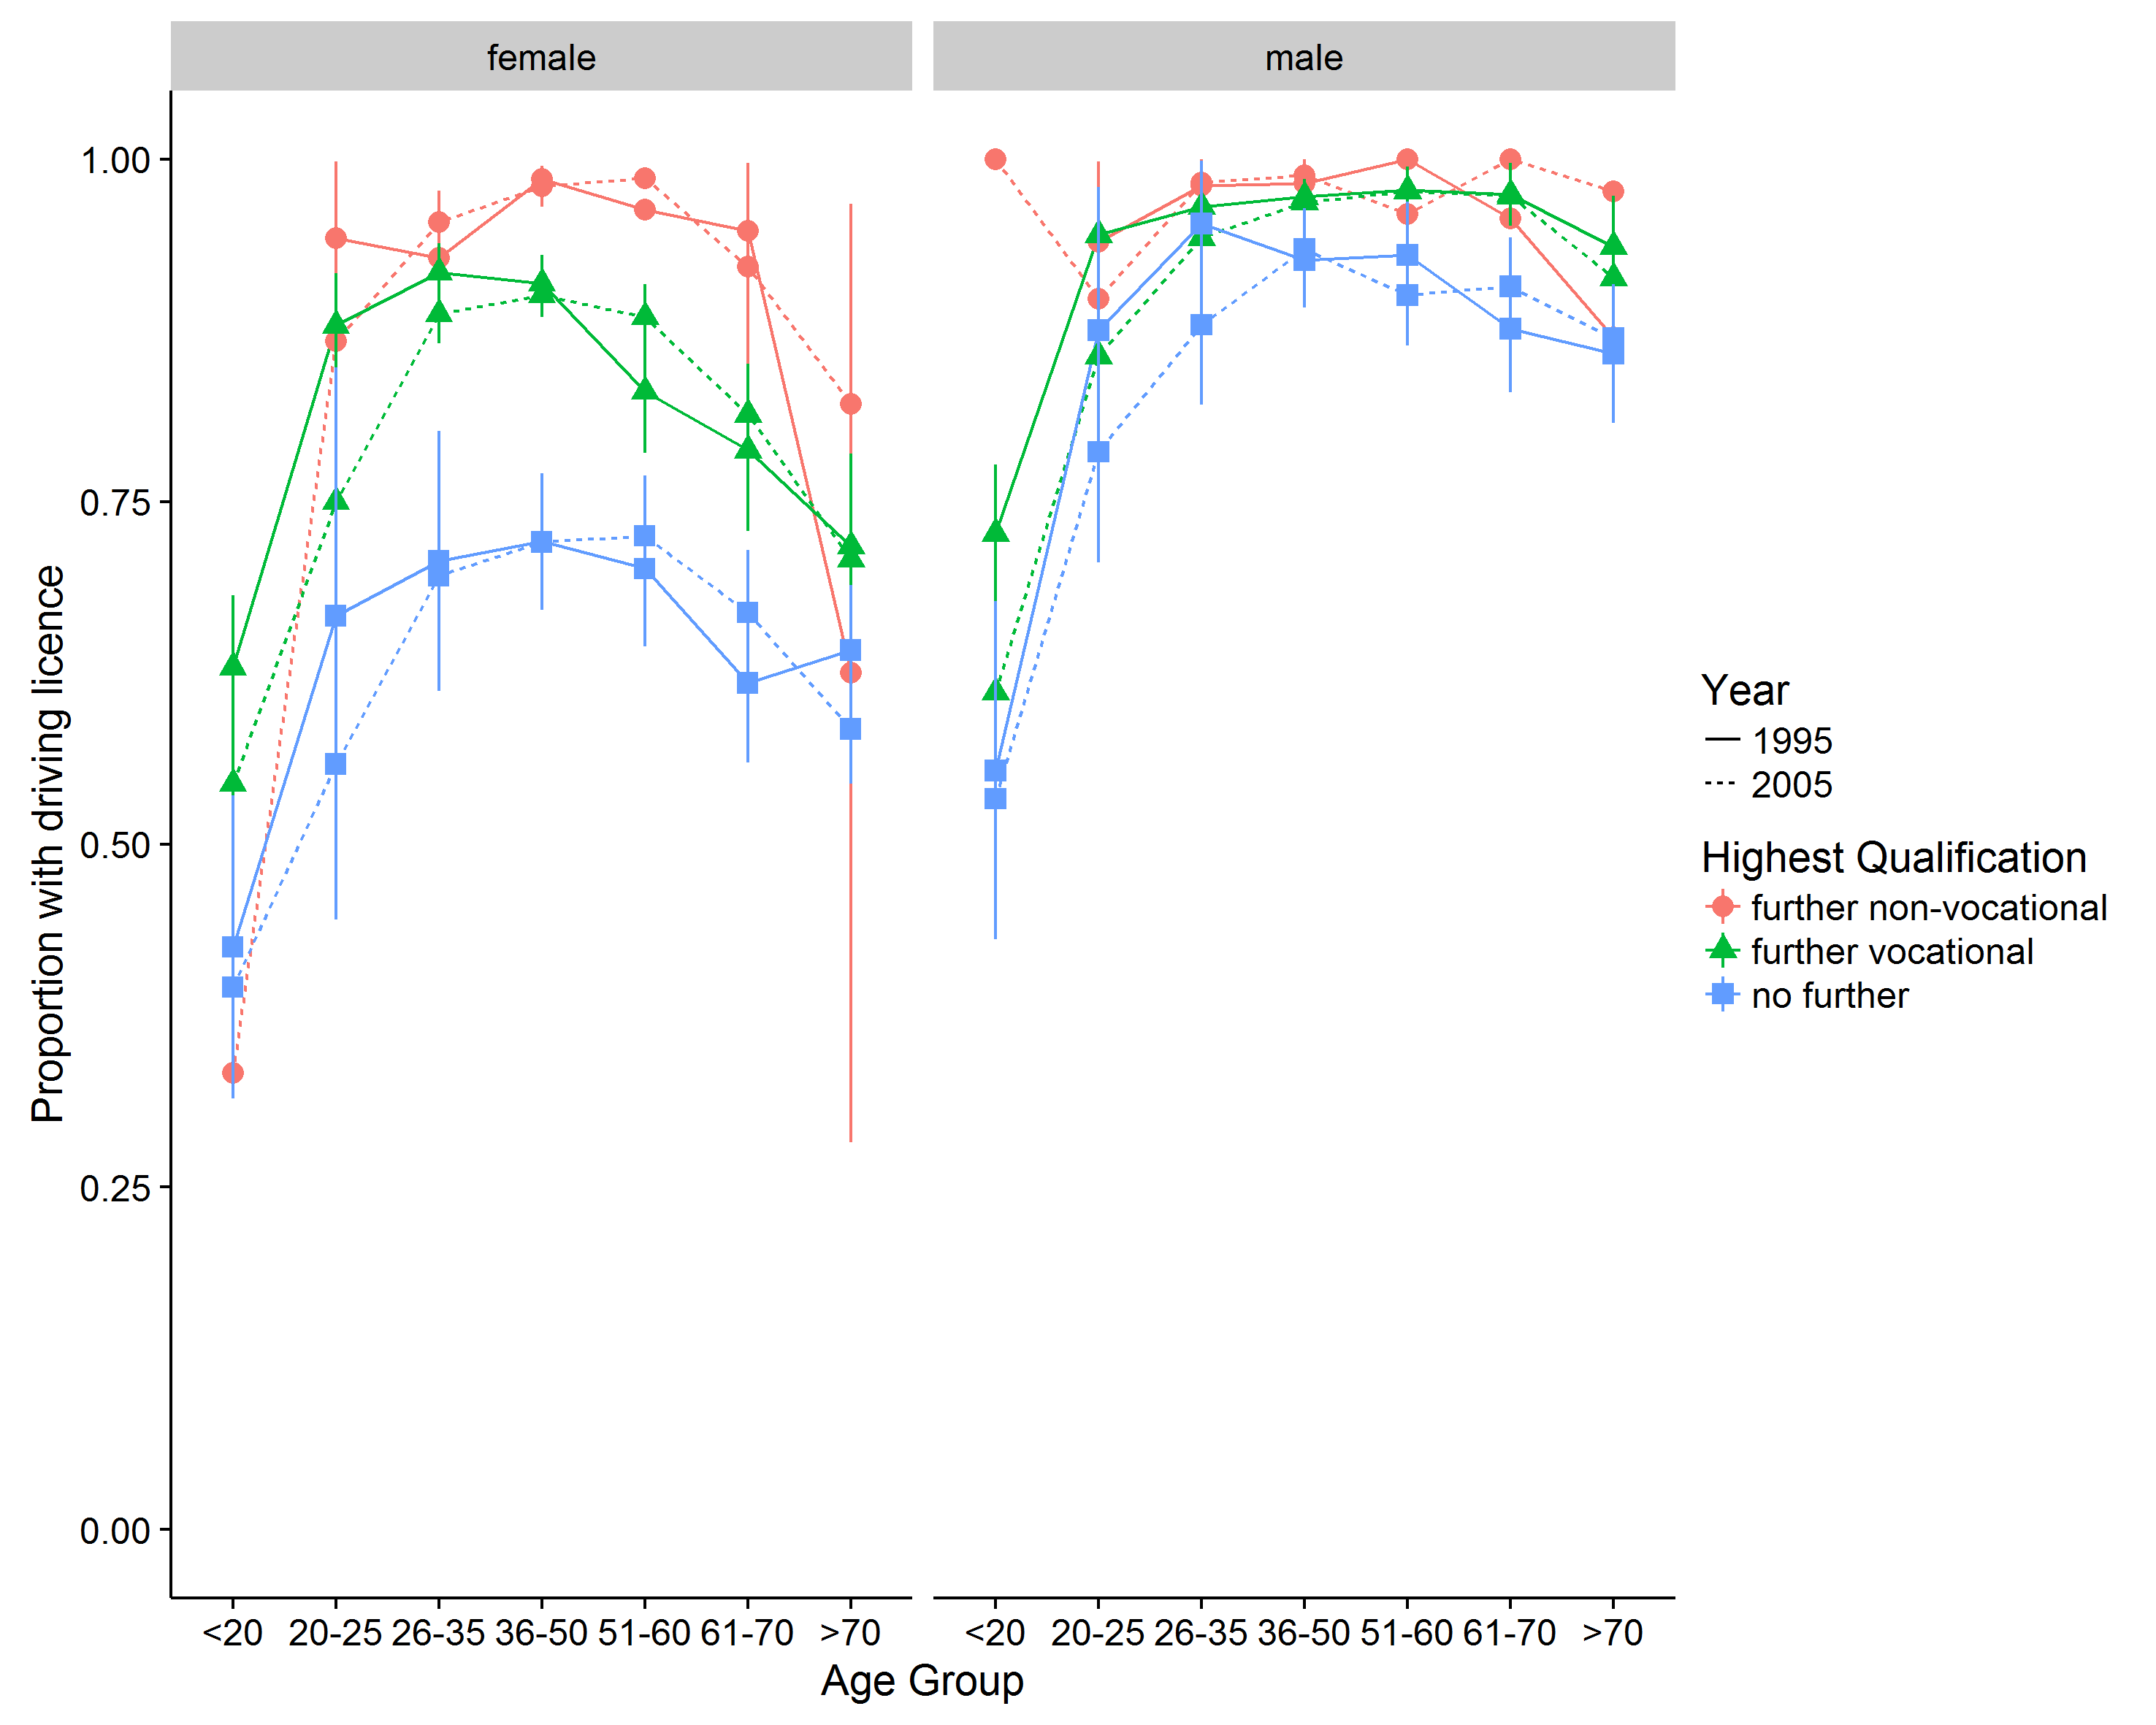 female
male
1.00
0.75
0.50
0.25
0.00
Proportion with driving licence
<20 20-25 26-35 36-50 51-60 61-70 >70
<20 20-25 26-35 36-50 51-60 61-70 >70
Age Group
Year
1995
2005
Highest Qualification
further non-vocational
further vocational
no further